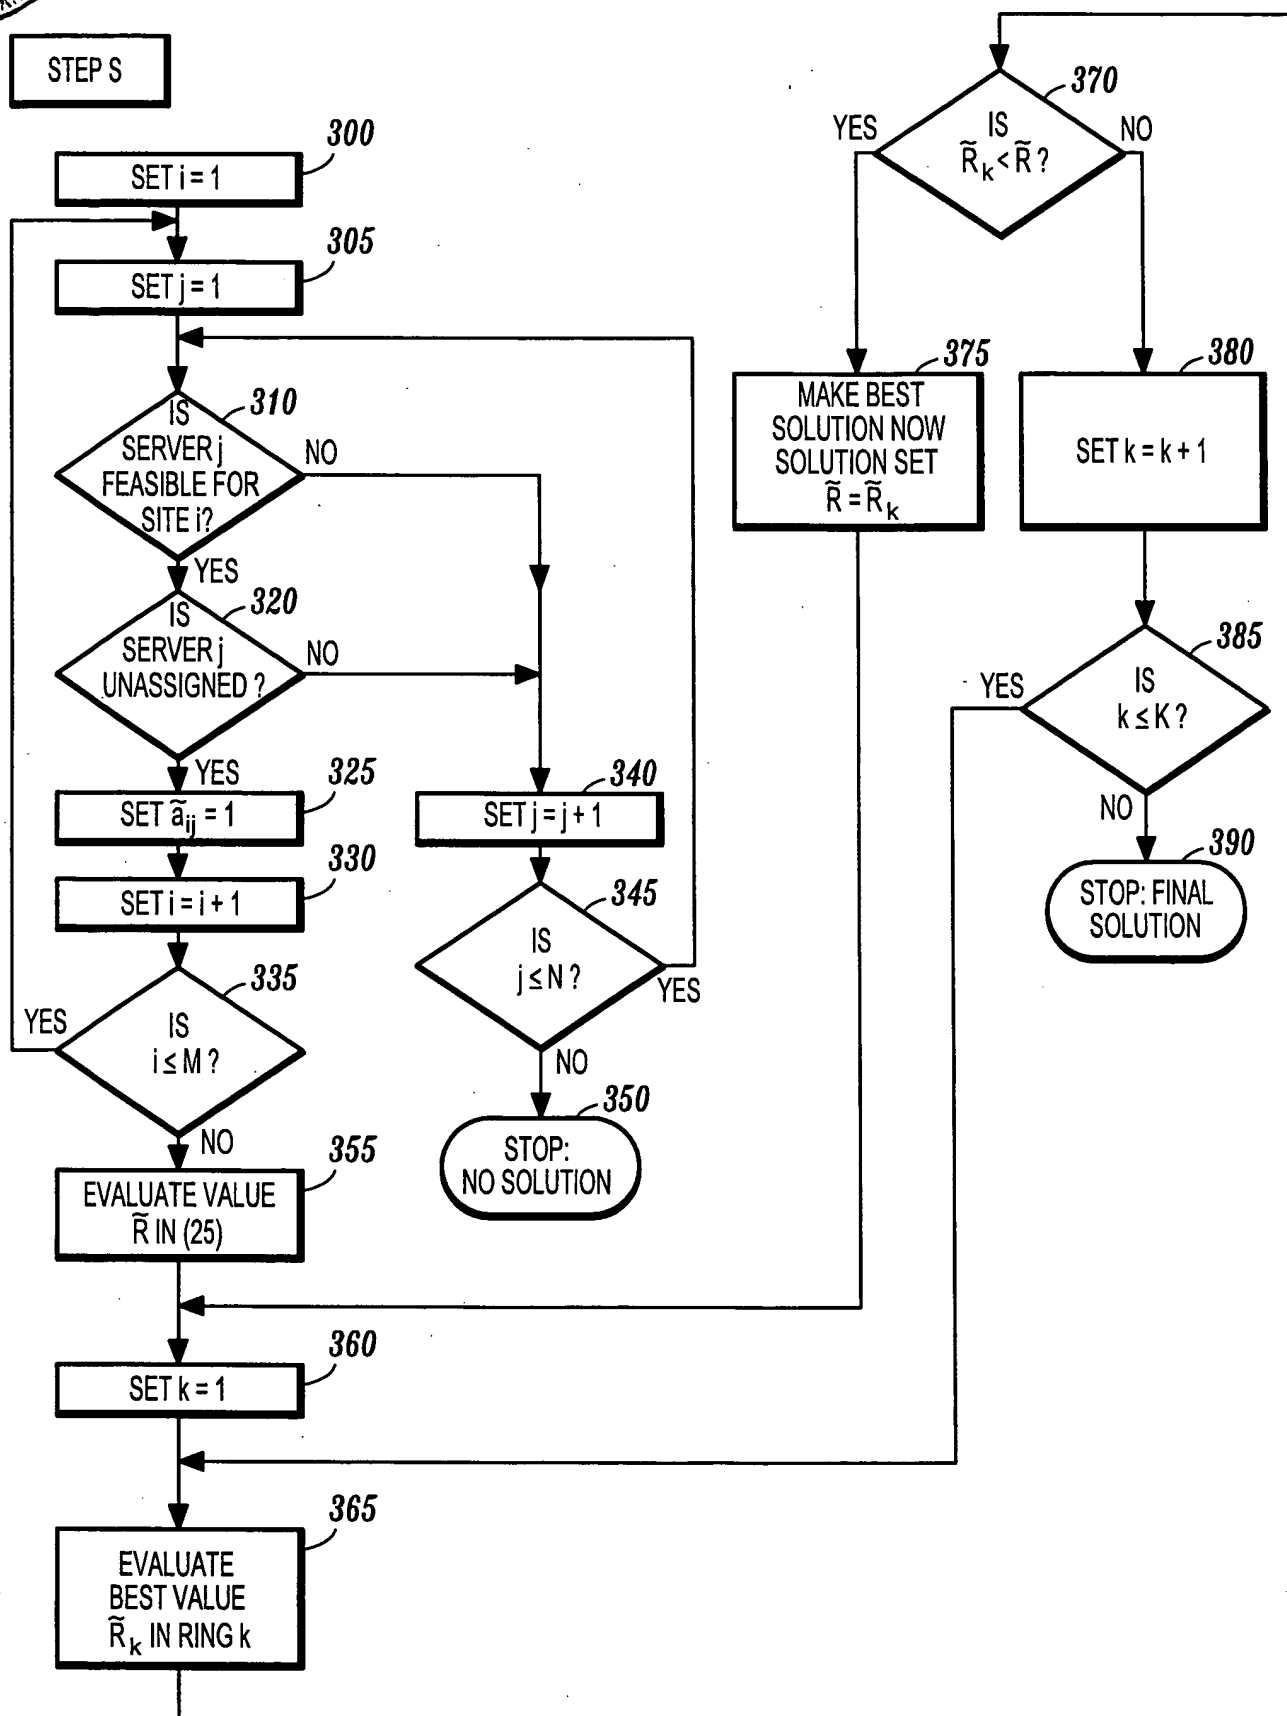 STEP S
300
SET i = 1
305
SET j = 1
310
IS
SERVER j
FEASIBLE FOR
SITE i?
NO
YES
320
IS
SERVER j
UNASSIGNED ?
NO
YES
325
SET ãij = 1
330
SET i = i + 1
335
YES
IS
i ≤ M ?
NO
340
SET j = j + 1
345
IS
j ≤ N ?
YES
NO
350
STOP:
NO SOLUTION
355
EVALUATE VALUE
R̃ IN (25)
360
SET k = 1
365
EVALUATE
BEST VALUE
R̃k IN RING k
370
YES
IS
R̃k < R̃ ?
NO
375
MAKE BEST
SOLUTION NOW
SOLUTION SET
R̃ = R̃k
380
SET k = k + 1
385
YES
IS
k ≤ K ?
NO
390
STOP: FINAL
SOLUTION